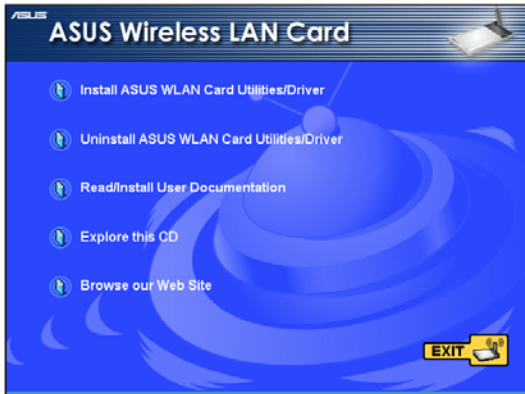 ASUS
ASUS Wireless LAN Card
Install ASUS WLAN Card Utilities/Driver
Uninstall ASUS WLAN Card Utilities/Driver
Read/Install User Documentation
Explore this CD
Browse our Web Site
EXIT